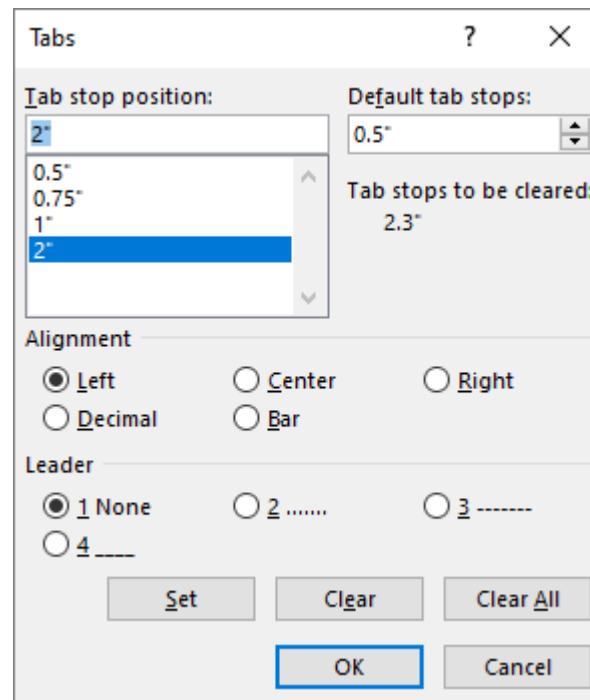 Tabs ?
Tab stop position: Default tab stops:
2" 0.5"
0.5"
0.75"
1"
2"
Tab stops to be cleared:
2.3"
Alignment
Left Center Right
Decimal Bar
Leader
1 None 2 ....... 3 -------
4 ____
Set Clear Clear All
OK Cancel